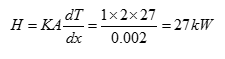 H = KA dT/dx = 1×2×27/0.002 = 27kW